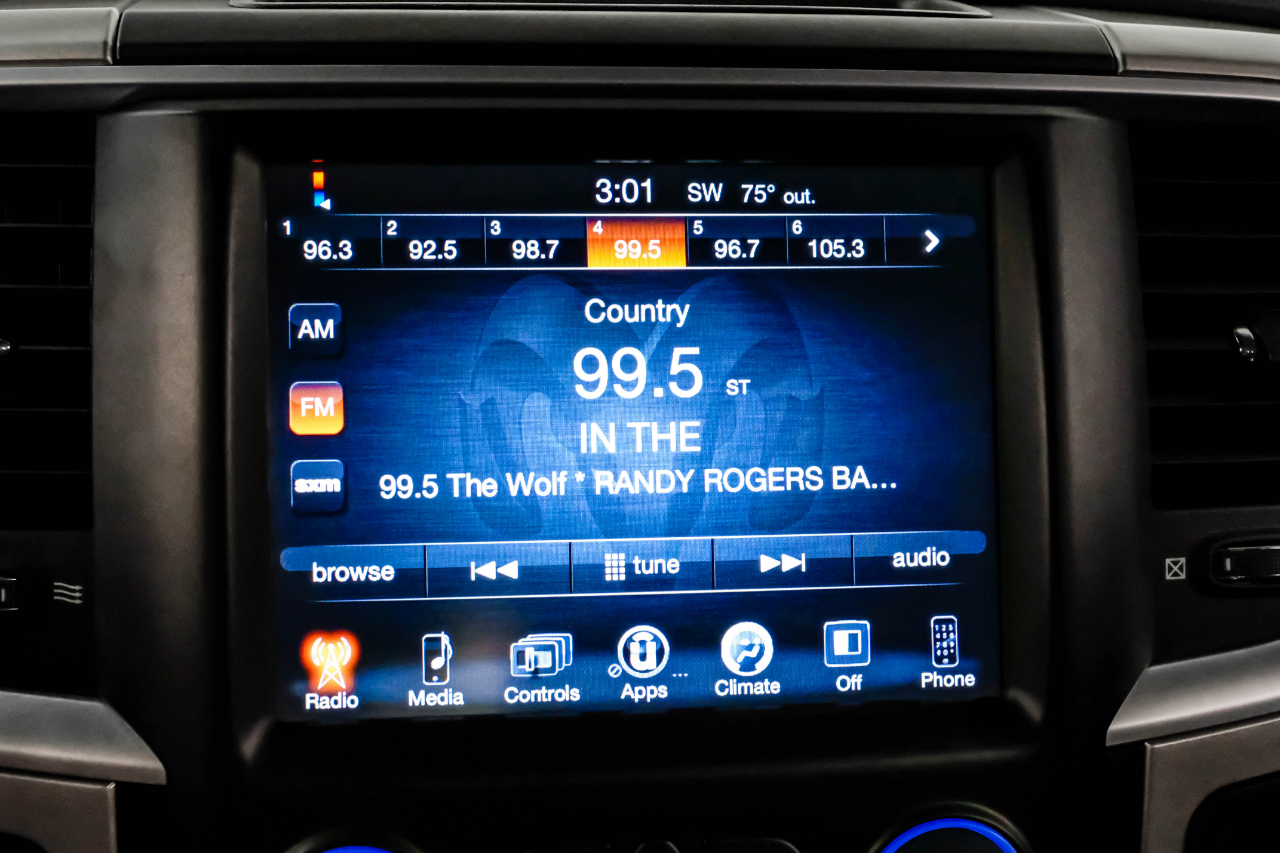 3:01 SW 75° out.
1 2 3 4 5 6
96.3 92.5 98.7 99.5 96.7 105.3
Country
AM
99.5 ST
FM
IN THE
99.5 The Wolf * RANDY ROGERS BA...
sxm
browse tune audio
Radio Media Controls Apps ... Climate Off Phone